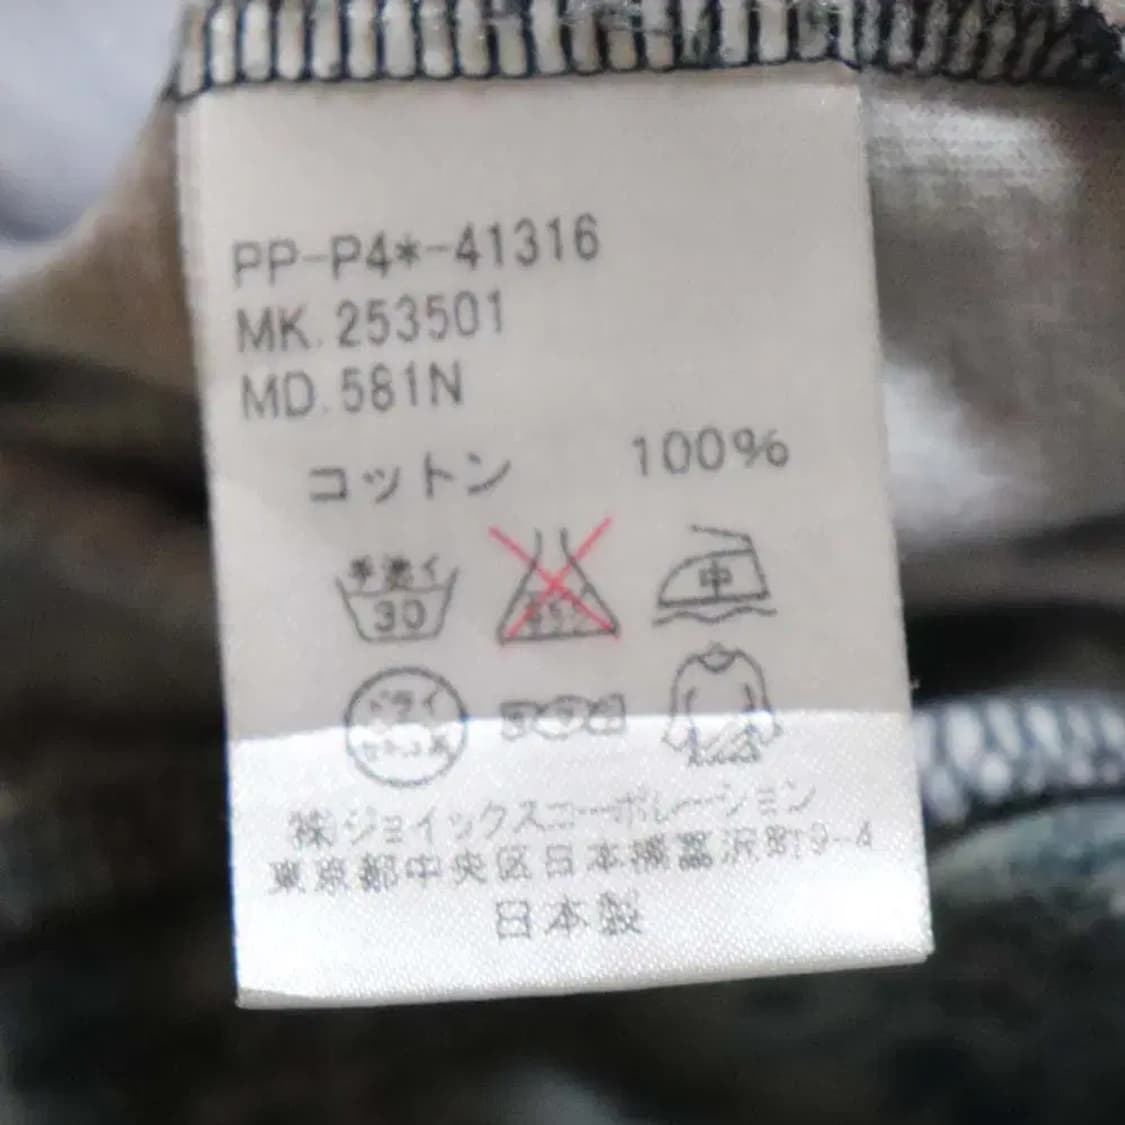 PP-P4*-41316
MK. 253501
MD. 581N
コットン 100%
手洗イ 30 中
ドライ
セキユ系
(株)ジョイックスコーポレーション
東京都中央区日本橋富沢町9-4
日本製